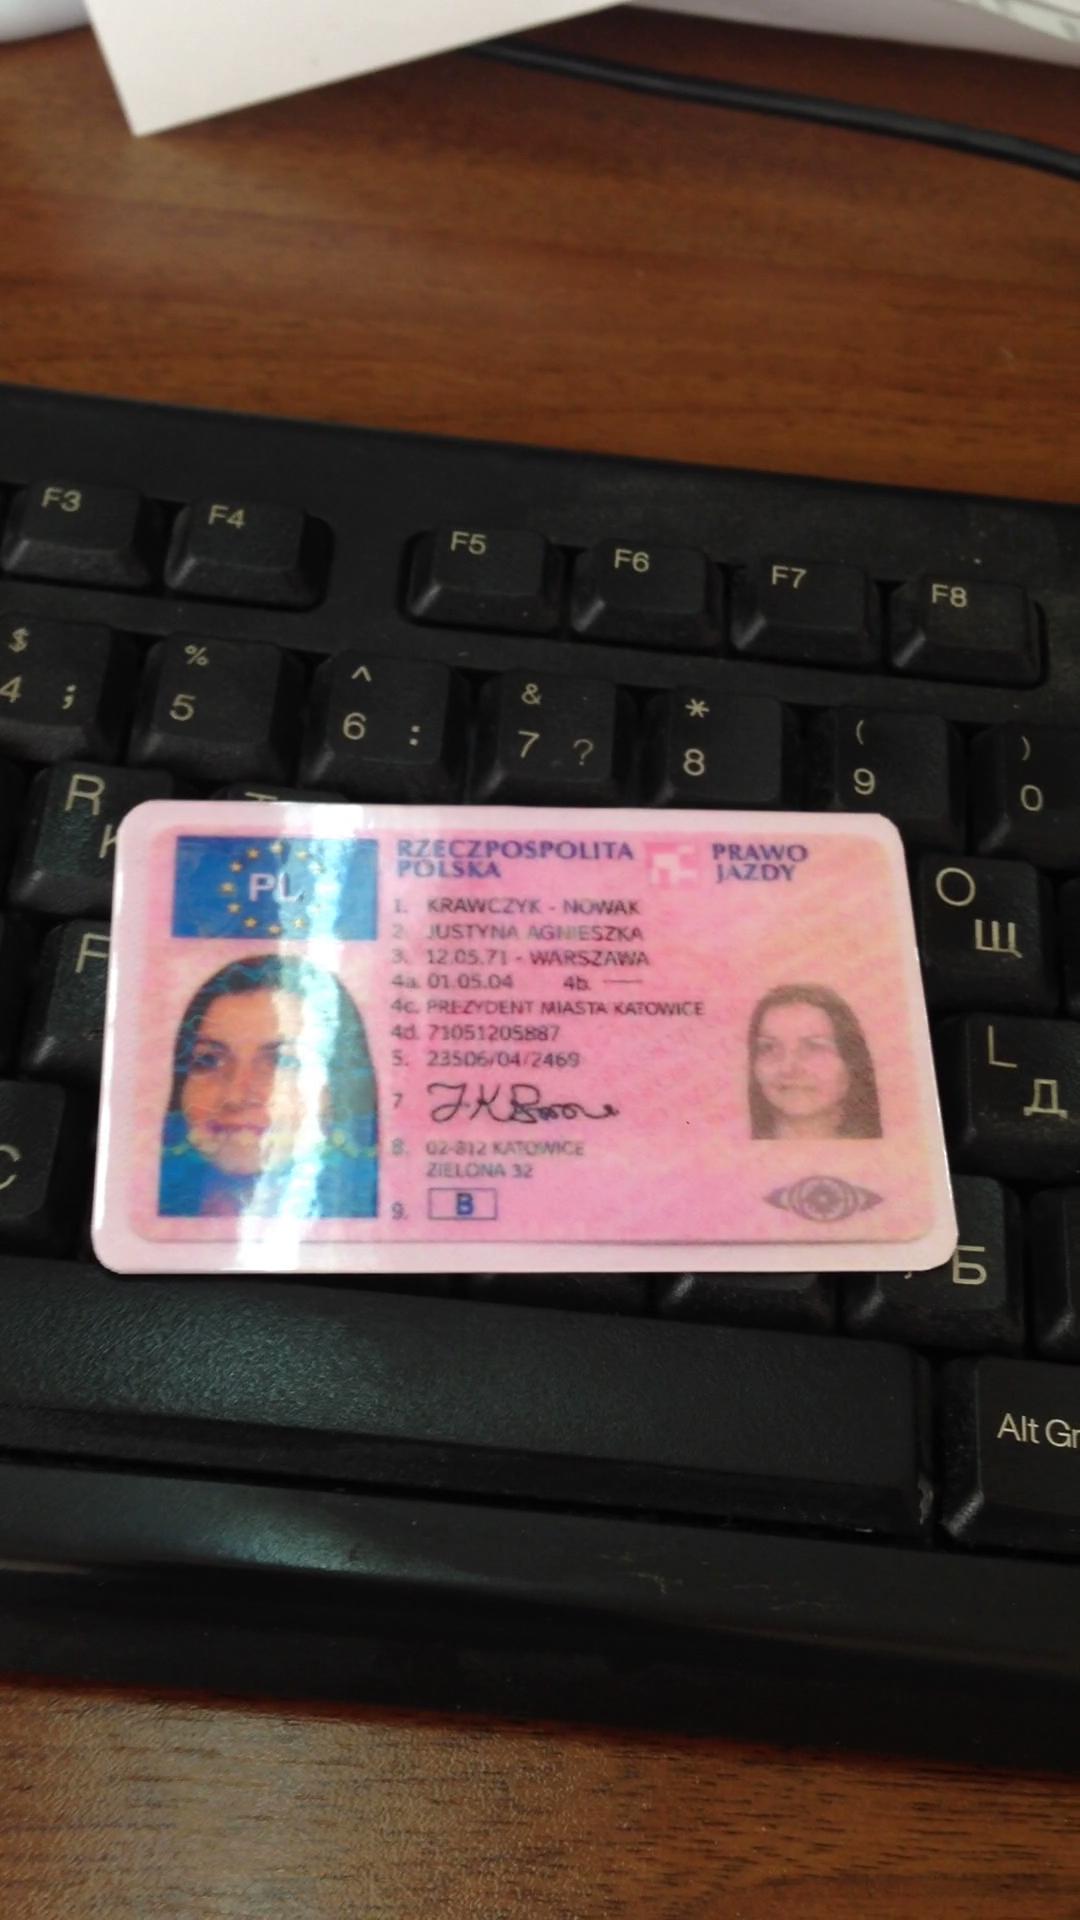 F3 F4 F5 F6 F7 F8
$ % ^ & * ( )
4 ; 5 6 : 7 ? 8 9 0
R
О
Щ
PL
RZECZPOSPOLITA PRAWO
POLSKA JAZDY
1. KRAWCZYK - NOWAK
2. JUSTYNA AGNIESZKA
3. 12.05.71 - WARSZAWA
4a. 01.05.04 4b. —
4c. PREZYDENT MIASTA KATOWICE
4d. 71051205887
5. 23506/04/2469
7
8. 02-812 KATOWICE
ZIELONA 32
9. B
L
Д
C
Б
Alt Gr